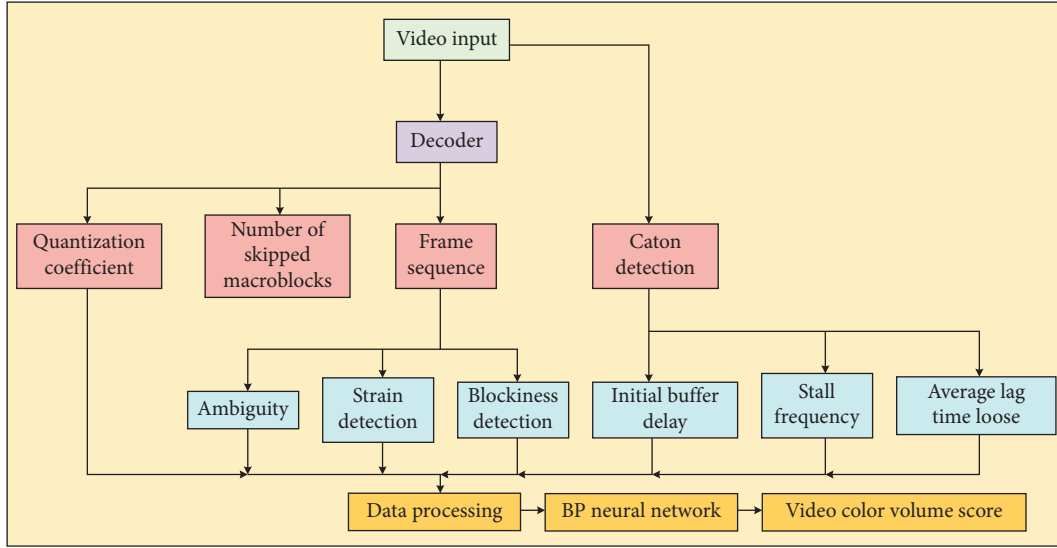 Video input
Decoder
Quantization
coefficient
Number of
skipped
macroblocks
Frame
sequence
Caton
detection
Ambiguity
Strain
detection
Blockiness
detection
Initial buffer
delay
Stall
frequency
Average lag
time loose
Data processing
BP neural network
Video color volume score